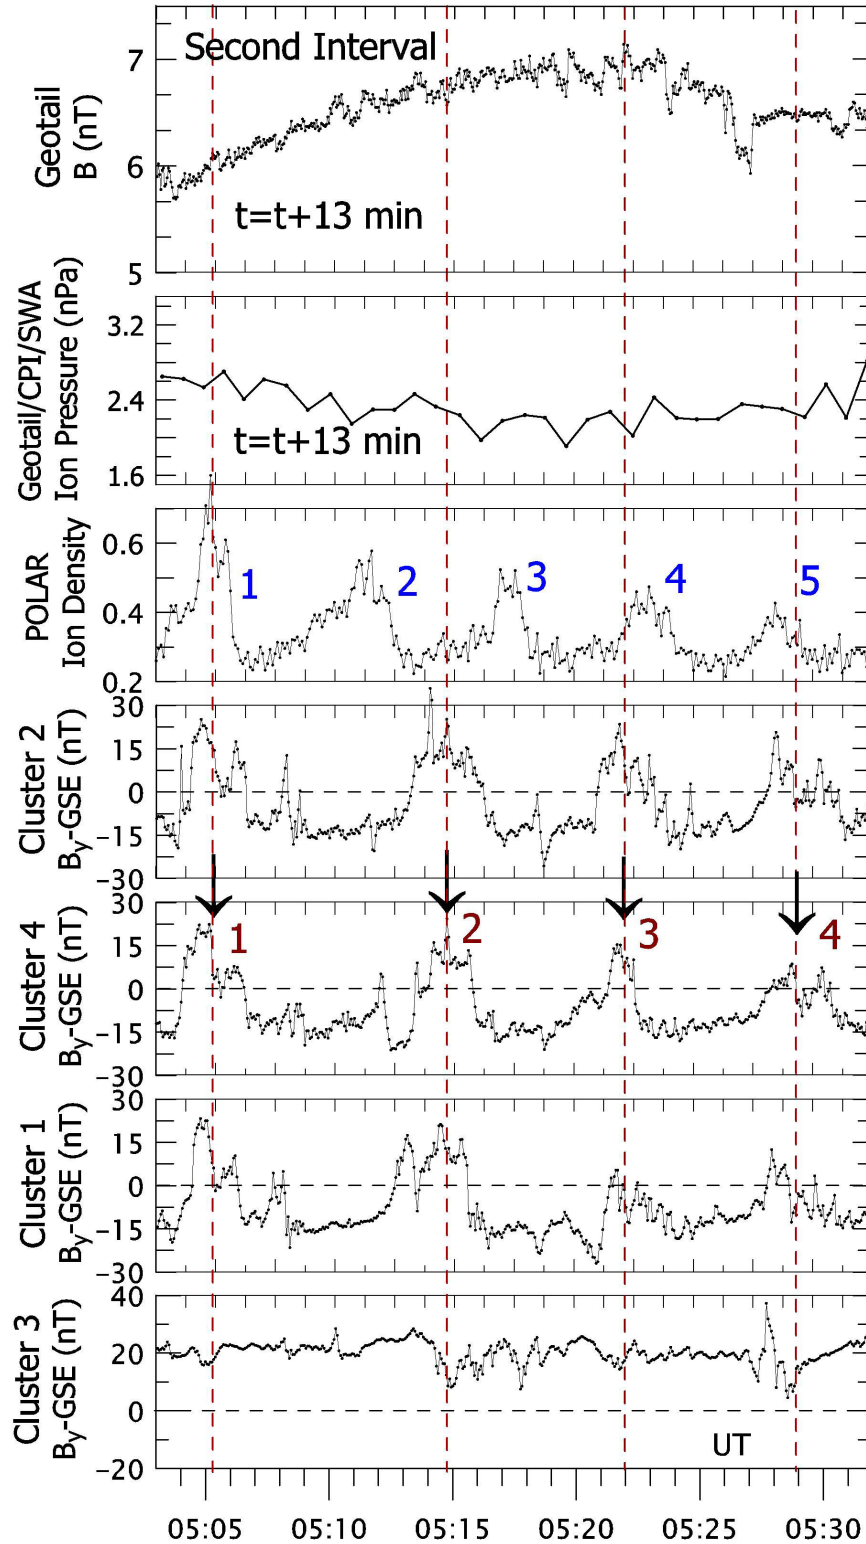 Second Interval
Geotail
B (nT)
7
6
5
t=t+13 min
Geotail/CPI/SWA
Ion Pressure (nPa)
3.2
2.4
1.6
t=t+13 min
POLAR
Ion Density
0.6
0.4
0.2
1
2
3
4
5
Cluster 2
By-GSE (nT)
30
15
0
−15
−30
Cluster 4
By-GSE (nT)
30
15
0
−15
−30
1
2
3
4
Cluster 1
By-GSE (nT)
30
15
0
−15
−30
Cluster 3
By-GSE (nT)
40
20
0
−20
UT
05:05 05:10 05:15 05:20 05:25 05:30